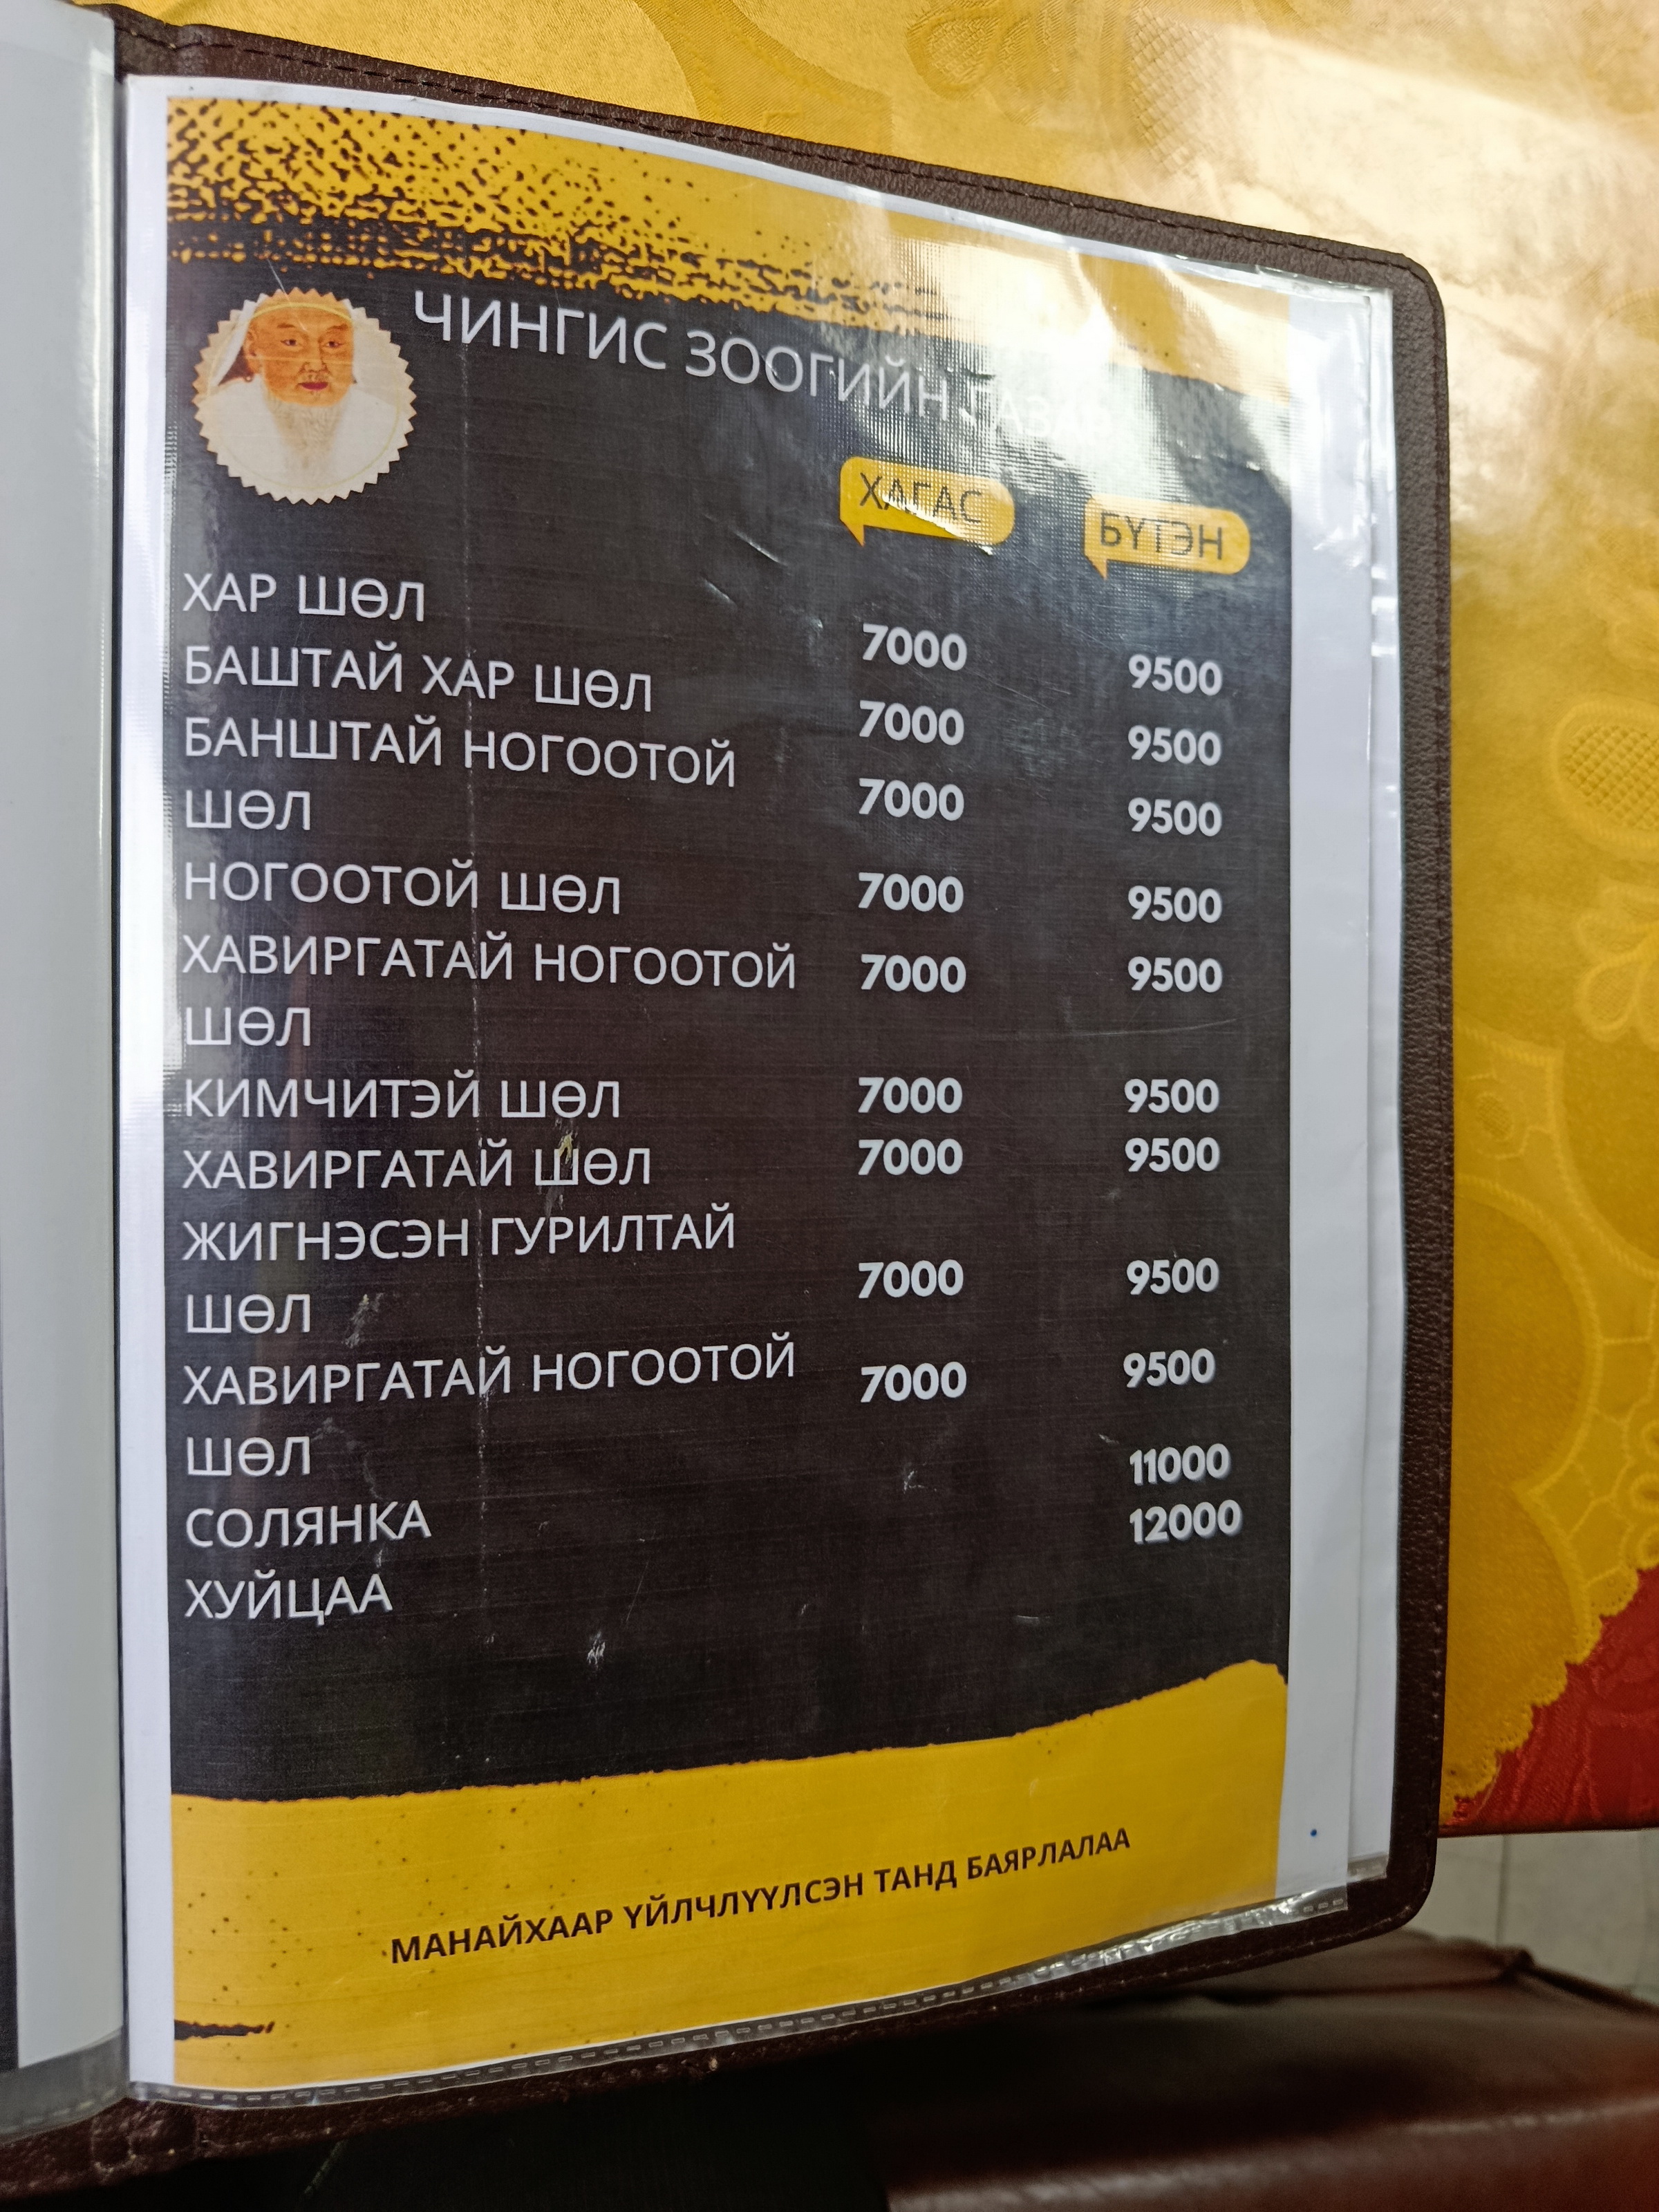 ЧИНГИС ЗООГИЙН ГАЗАР
ХАГАС БҮТЭН
ХАР ШӨЛ 7000 9500
БАШТАЙ ХАР ШӨЛ 7000 9500
БАНШТАЙ НОГООТОЙ 7000 9500
ШӨЛ
НОГООТОЙ ШӨЛ 7000 9500
ХАВИРГАТАЙ НОГООТОЙ 7000 9500
ШӨЛ
КИМЧИТЭЙ ШӨЛ 7000 9500
ХАВИРГАТАЙ ШӨЛ 7000 9500
ЖИГНЭСЭН ГУРИЛТАЙ 7000 9500
ШӨЛ
ХАВИРГАТАЙ НОГООТОЙ 7000 9500
ШӨЛ
СОЛЯНКА 11000
ХУЙЦАА 12000
МАНАЙХААР ҮЙЛЧЛҮҮЛСЭН ТАНД БАЯРЛАЛАА